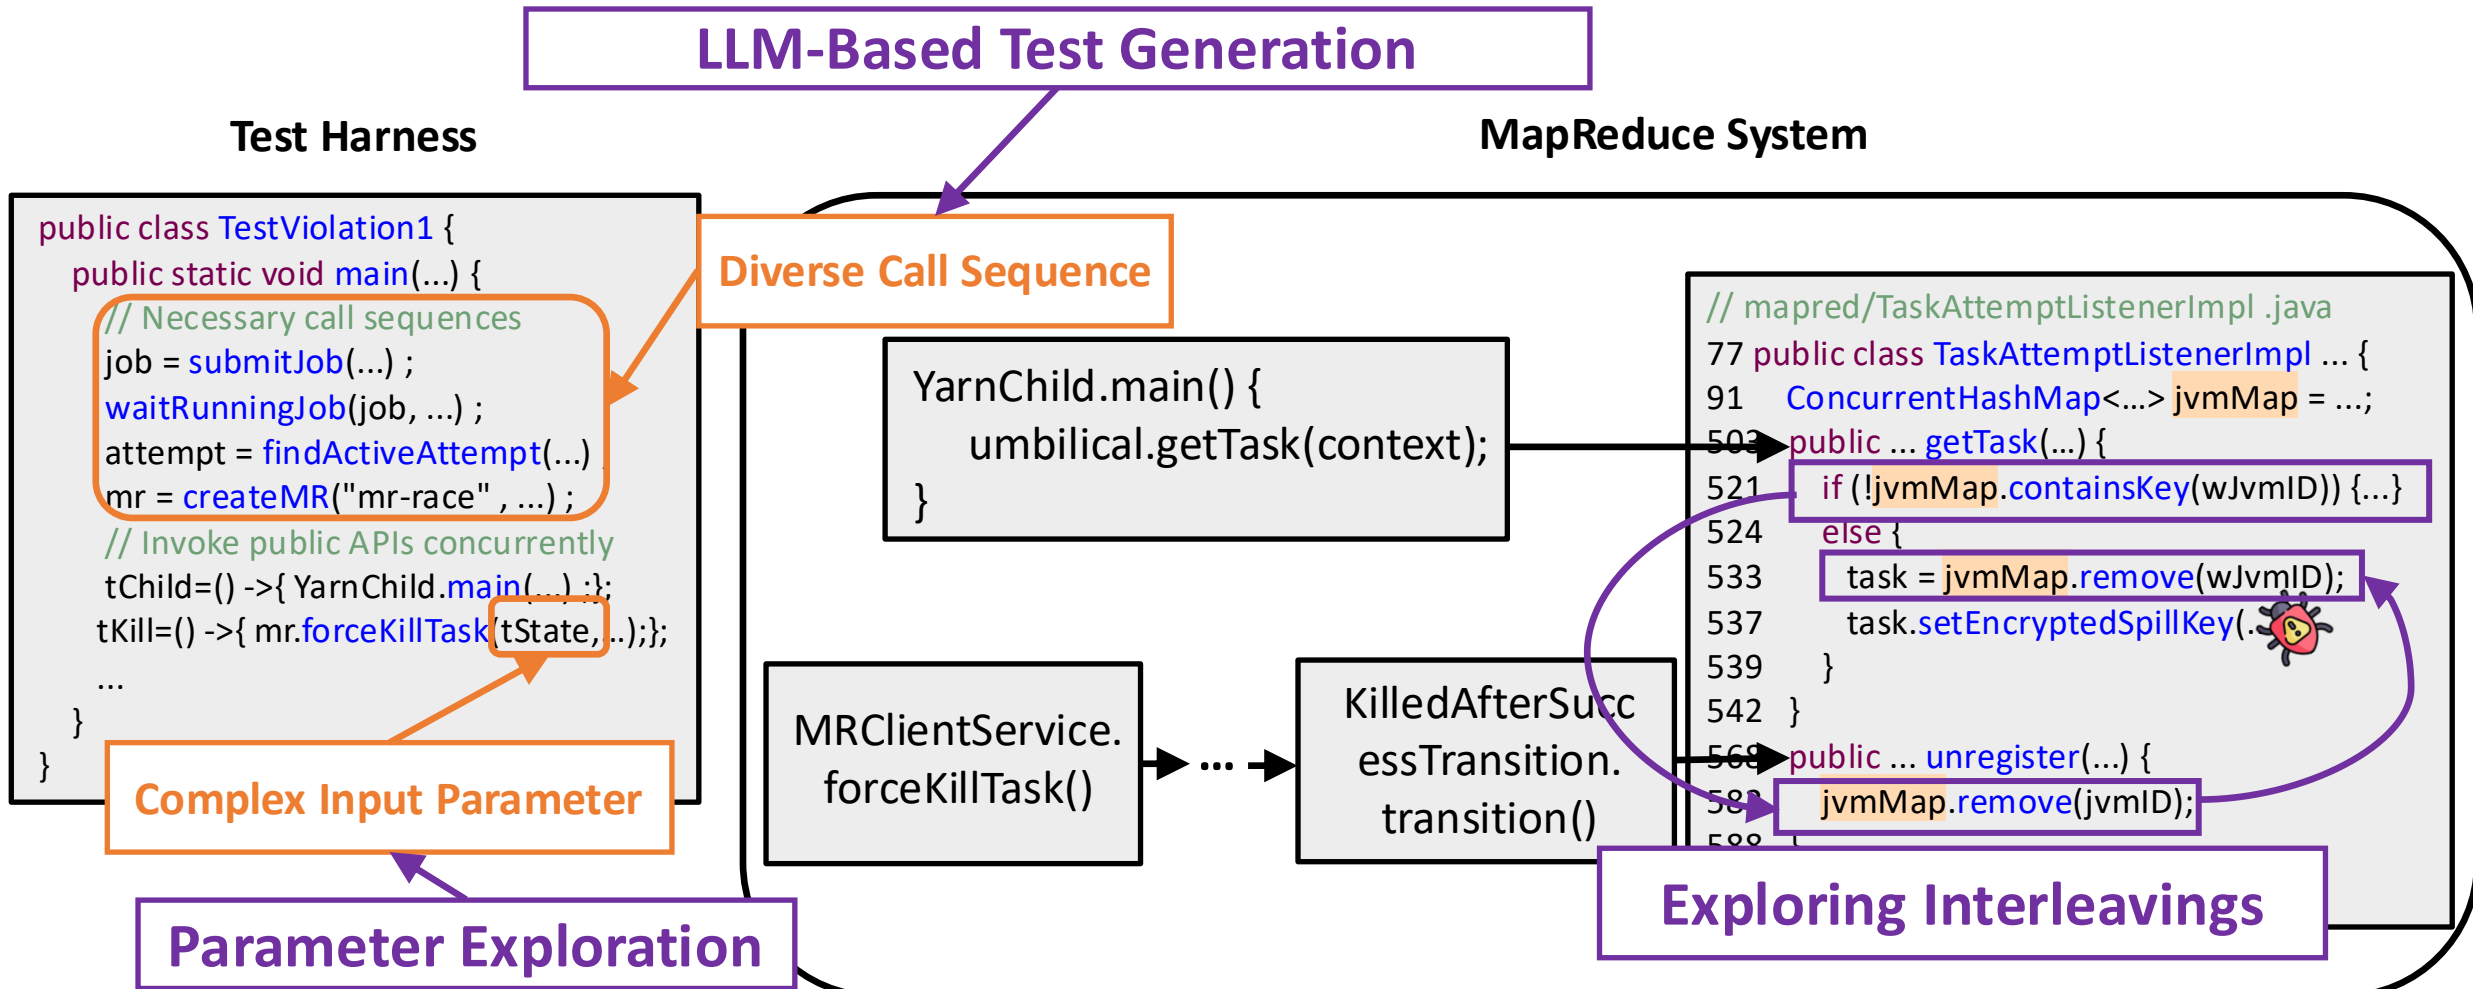 LLM-Based Test Generation
Test Harness
MapReduce System
public class TestViolation1 {
public static void main(...) {
// Necessary call sequences
job = submitJob(...) ;
waitRunningJob(job, ...) ;
attempt = findActiveAttempt(...) ;
mr = createMR("mr-race" , ...) ;
// Invoke public APIs concurrently
tChild=() ->{ YarnChild.main(...) ;};
tKill=() ->{ mr.forceKillTask(tState,...);};
...
}
}
Diverse Call Sequence
Complex Input Parameter
Parameter Exploration
YarnChild.main() {
umbilical.getTask(context);
}
MRClientService.
forceKillTask()
...
KilledAfterSucc
essTransition.
transition()
// mapred/TaskAttemptListenerImpl .java
77 public class TaskAttemptListenerImpl ... {
91 ConcurrentHashMap<...> jvmMap = ...;
503 public ... getTask(...) {
521 if (!jvmMap.containsKey(wJvmID)) {...}
524 else {
533 task = jvmMap.remove(wJvmID);
537 task.setEncryptedSpillKey(.
539 }
542 }
568 public ... unregister(...) {
jvmMap.remove(jvmID);
588 }
Exploring Interleavings